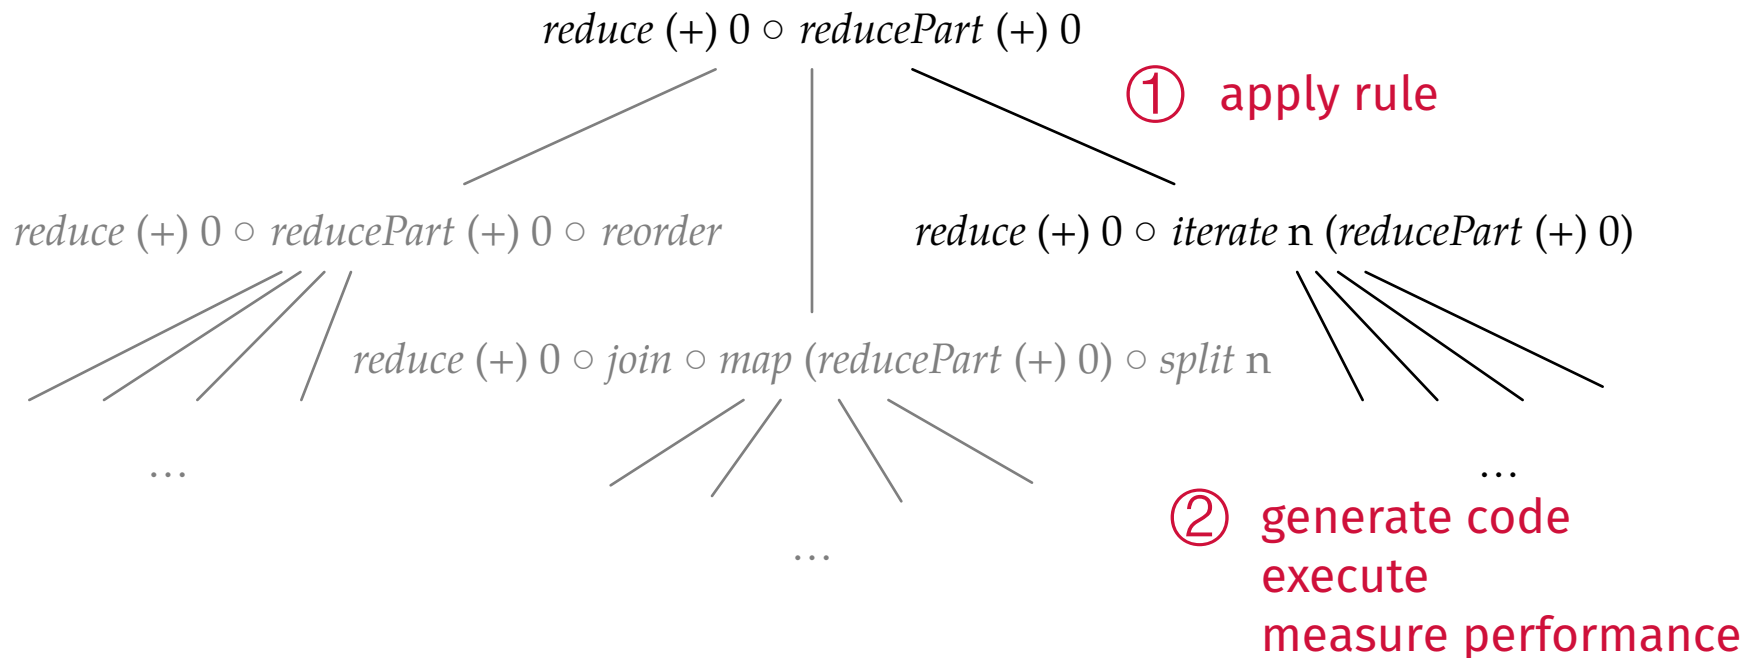 reduce (+) 0 ○ reducePart (+) 0
① apply rule
reduce (+) 0 ○ reducePart (+) 0 ○ reorder
reduce (+) 0 ○ iterate n (reducePart (+) 0)
reduce (+) 0 ○ join ○ map (reducePart (+) 0) ○ split n
...
...
...
② generate code
execute
measure performance